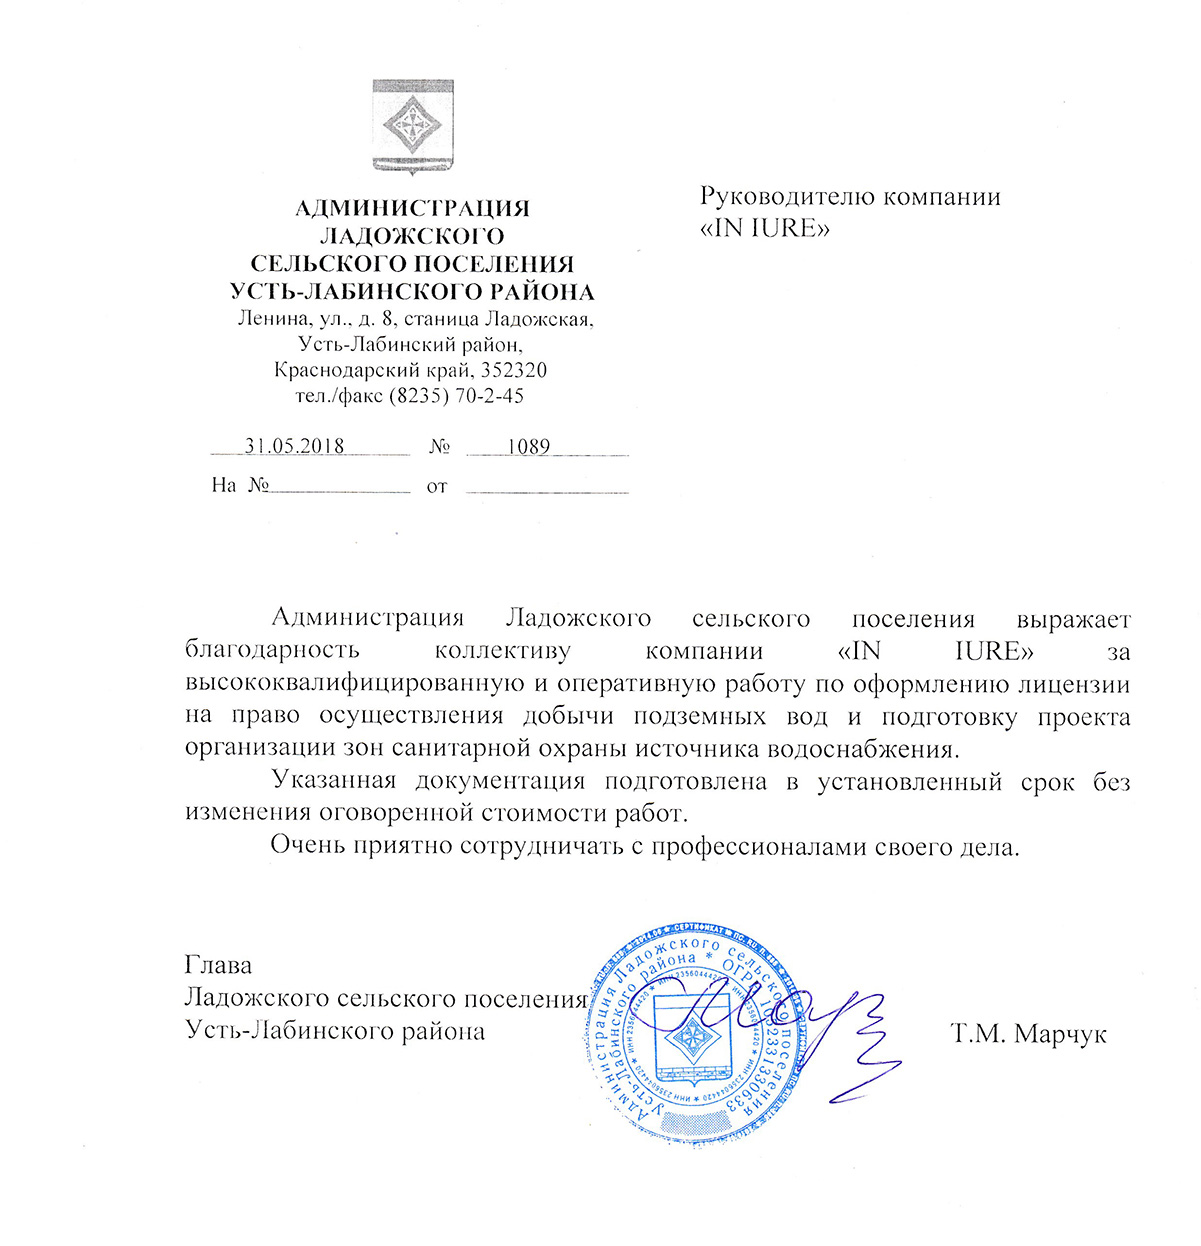 АДМИНИСТРАЦИЯ
ЛАДОЖСКОГО
СЕЛЬСКОГО ПОСЕЛЕНИЯ
УСТЬ-ЛАБИНСКОГО РАЙОНА
Ленина, ул., д. 8, станица Ладожская,
Усть-Лабинский район,
Краснодарский край, 352320
тел./факс (8235) 70-2-45
31.05.2018 № 1089
На № от
Руководителю компании
«IN IURE»
Администрация Ладожского сельского поселения выражает
благодарность коллективу компании «IN IURE» за
высококвалифицированную и оперативную работу по оформлению лицензии
на право осуществления добычи подземных вод и подготовку проекта
организации зон санитарной охраны источника водоснабжения.
Указанная документация подготовлена в установленный срок без
изменения оговоренной стоимости работ.
Очень приятно сотрудничать с профессионалами своего дела.
Глава
Ладожского сельского поселения
Усть-Лабинского района
Т.М. Марчук
Администрация Ладожского сельского поселения
Усть-Лабинского района * ОГРН
ИНН 2356044420